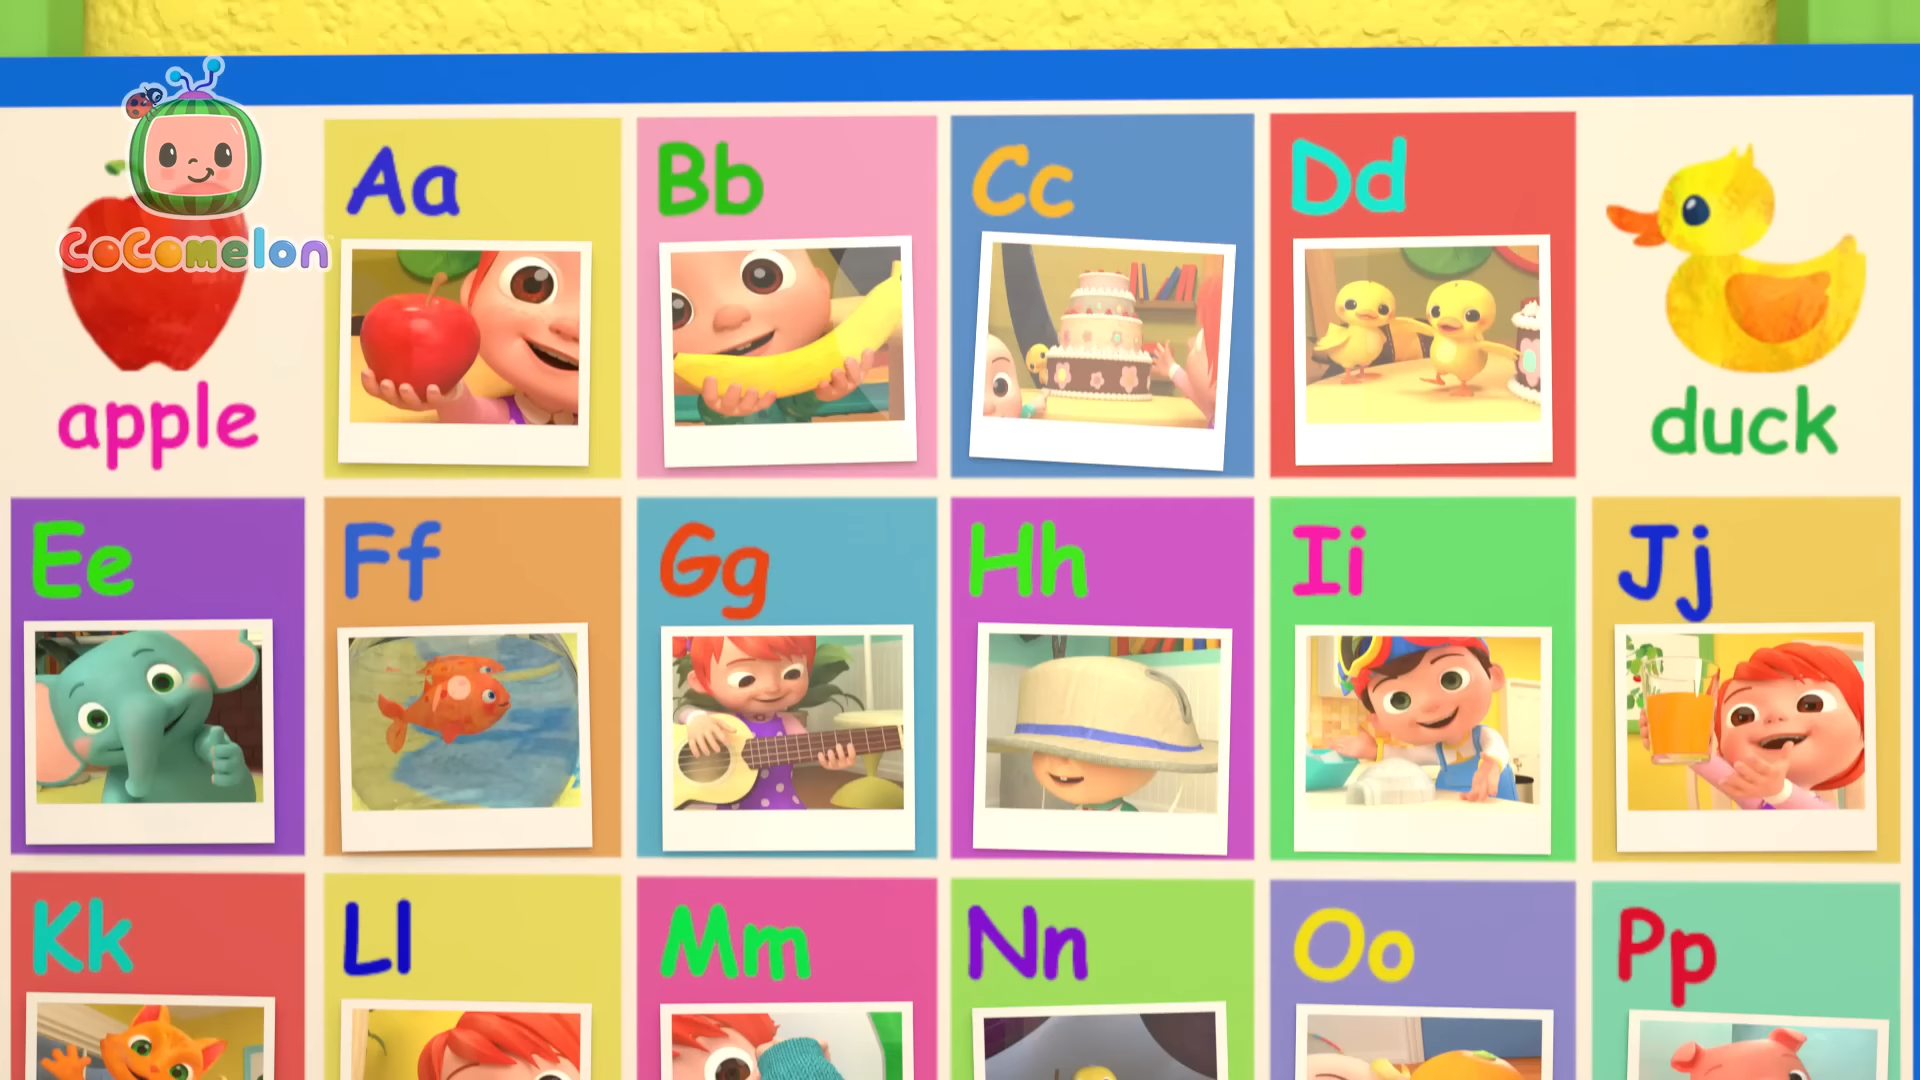 CoComelon
Aa
Bb
Cc
Dd
apple
duck
Ee
Ff
Gg
Hh
Ii
Jj
Kk
Ll
Mm
Nn
Oo
Pp